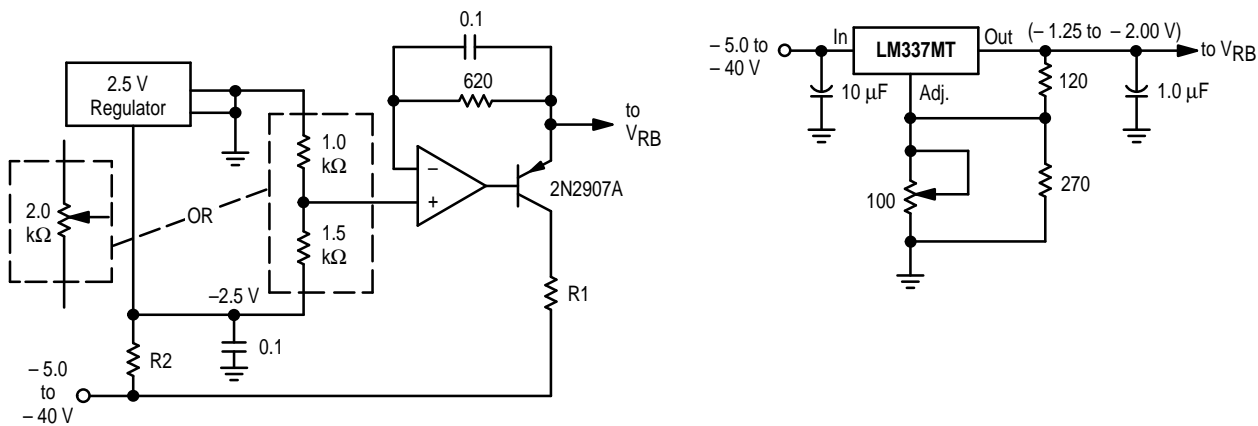 0.1
620
2.5 V
Regulator
to
VRB
1.0
kΩ
2N2907A
–
+
2.0
kΩ
OR
1.5
kΩ
–2.5 V
R1
R2
0.1
– 5.0
to
– 40 V
– 5.0 to
– 40 V
In
LM337MT
Out
(– 1.25 to – 2.00 V)
to VRB
10 µF
Adj.
120
1.0 µF
100
270